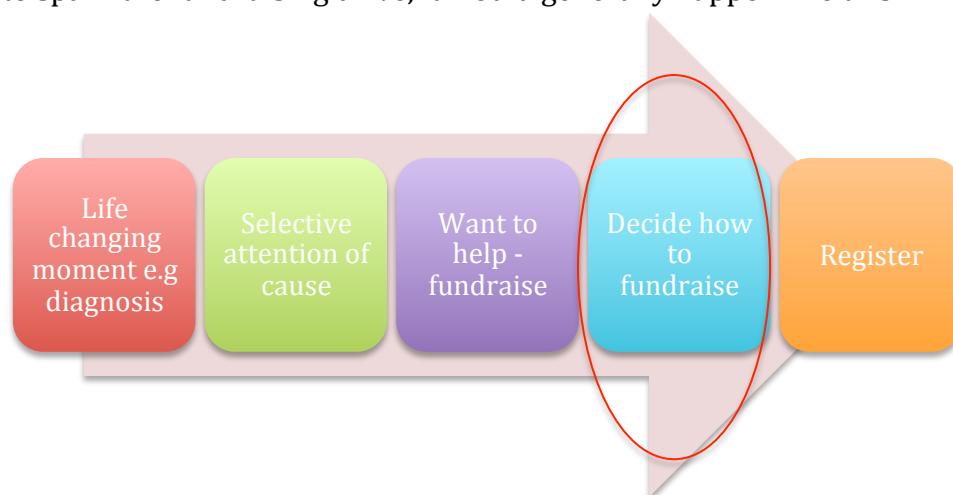 Life
changing
moment e.g
diagnosis
Selective
attention of
cause
Want to
help -
fundraise
Decide how
to
fundraise
Register